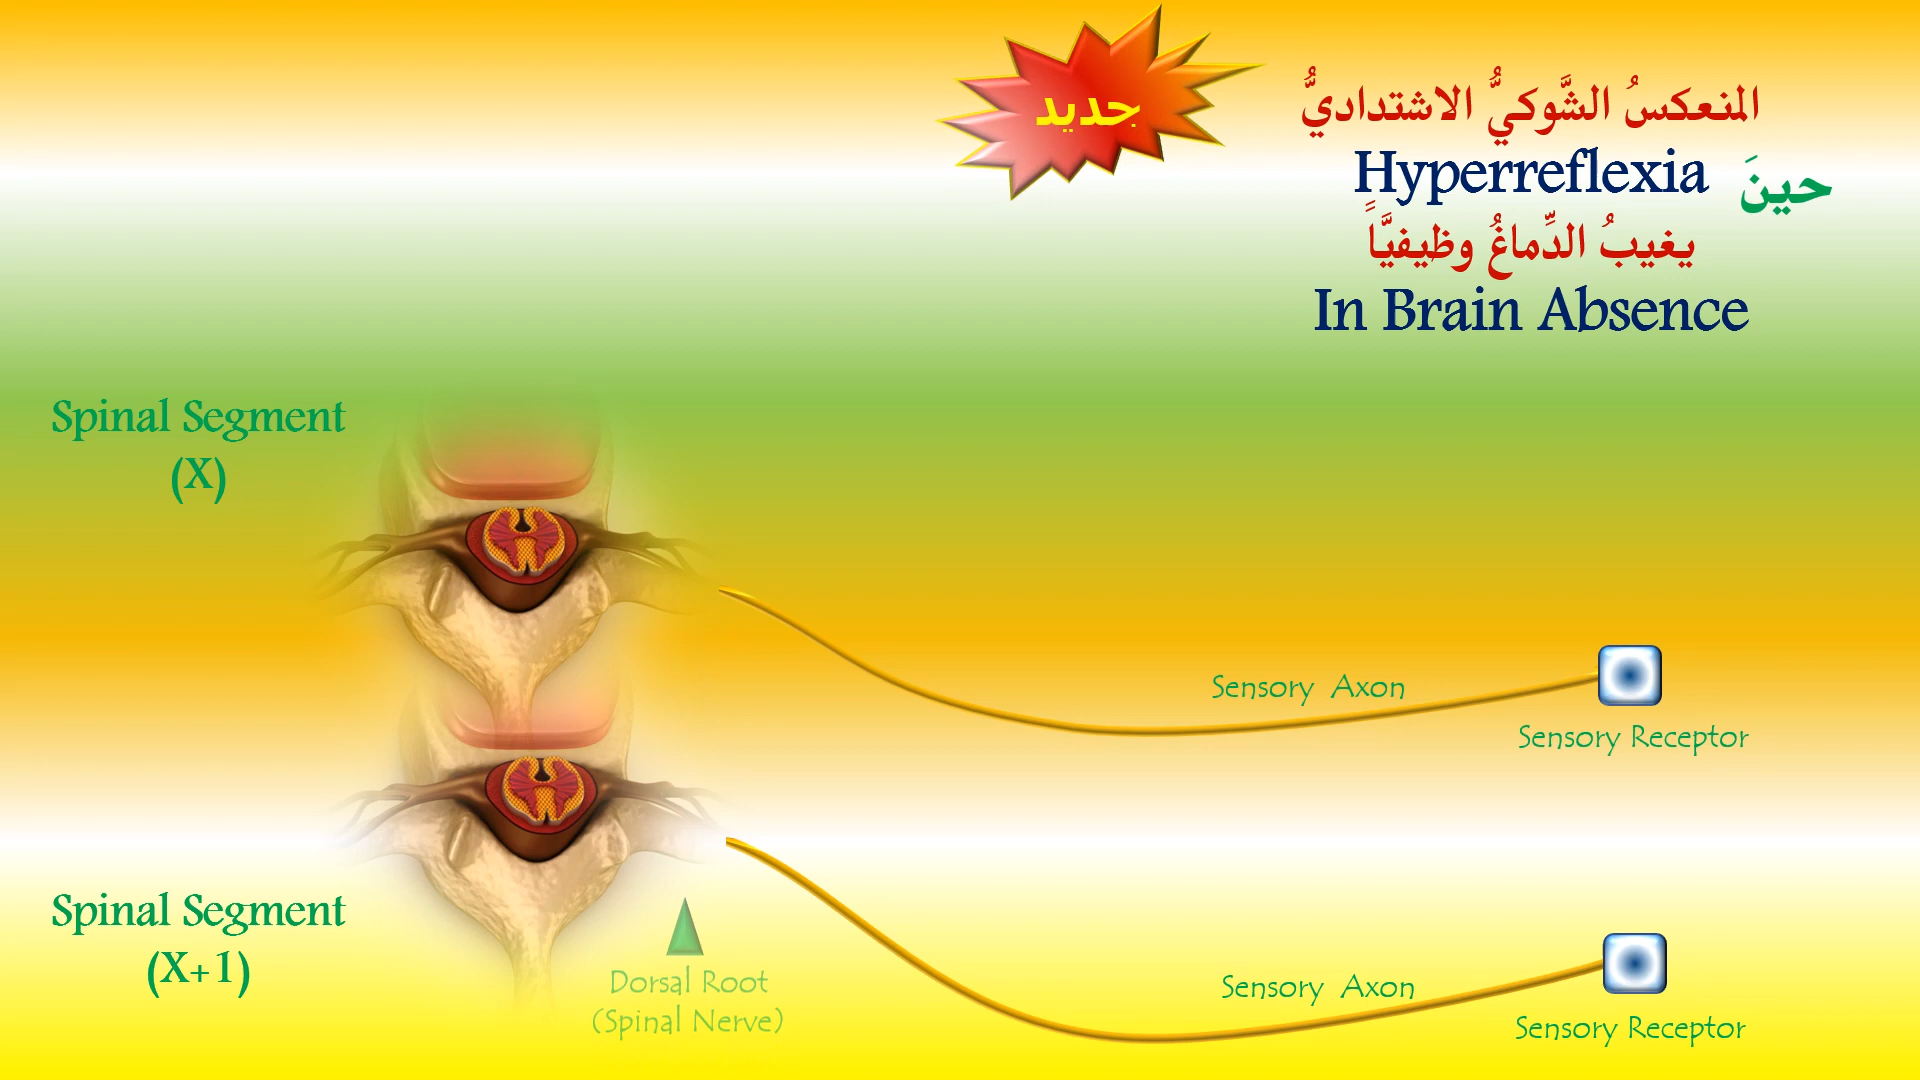 جديد
المنعكسُ الشَّوكيُّ الاشتداديُّ
Hyperreflexia
حينَ
يغيبُ الدِّماغُ وظيفيَّاً
In Brain Absence
Spinal Segment
(X)
Sensory Axon
Sensory Receptor
Spinal Segment
(X+1)
Dorsal Root
(Spinal Nerve)
Sensory Axon
Sensory Receptor